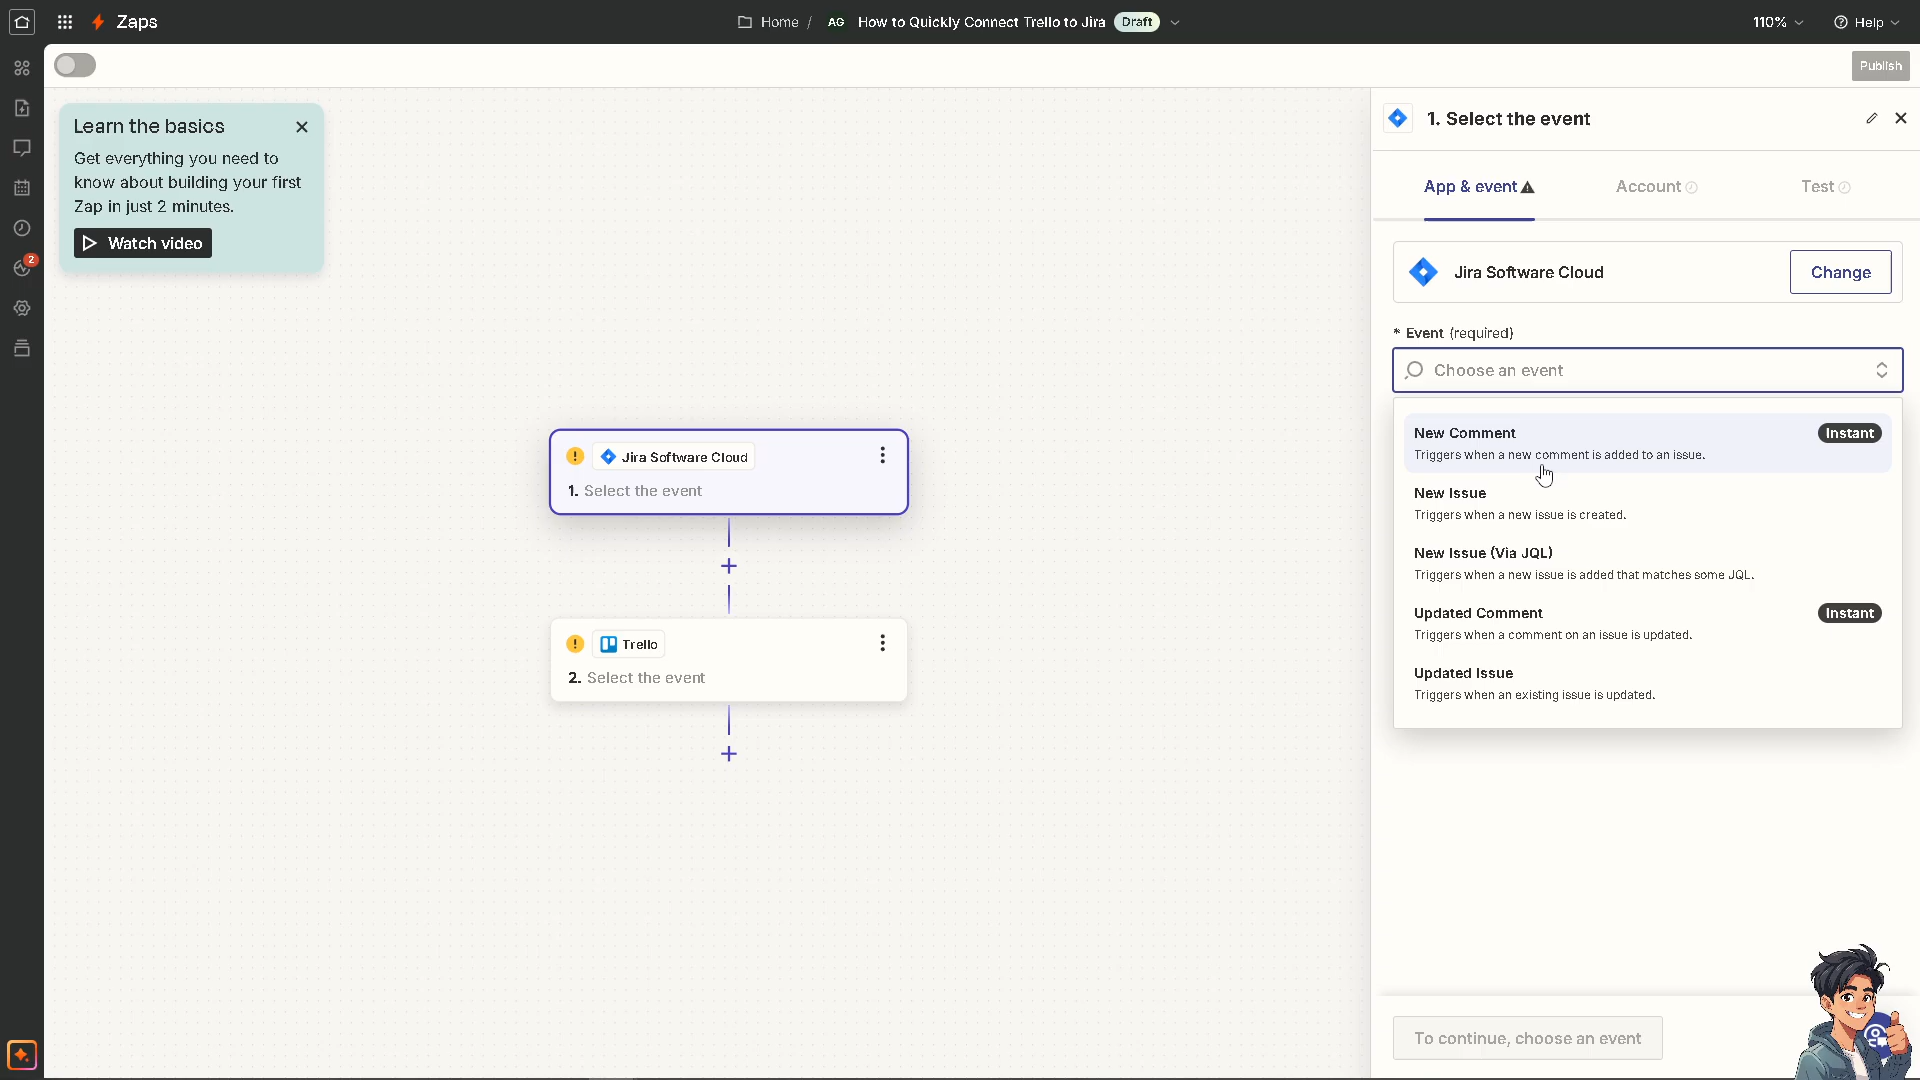 Zaps
Home / AG How to Quickly Connect Trello to Jira Draft
110%
Help
Publish
Learn the basics
Get everything you need to
know about building your first
Zap in just 2 minutes.
Watch video
2
Jira Software Cloud
1. Select the event
Trello
2. Select the event
1. Select the event
App & event
Account
Test
Jira Software Cloud
Change
* Event (required)
Choose an event
New Comment
Instant
Triggers when a new comment is added to an issue.
New Issue
Triggers when a new issue is created.
New Issue (Via JQL)
Triggers when a new issue is added that matches some JQL.
Updated Comment
Instant
Triggers when a comment on an issue is updated.
Updated Issue
Triggers when an existing issue is updated.
To continue, choose an event